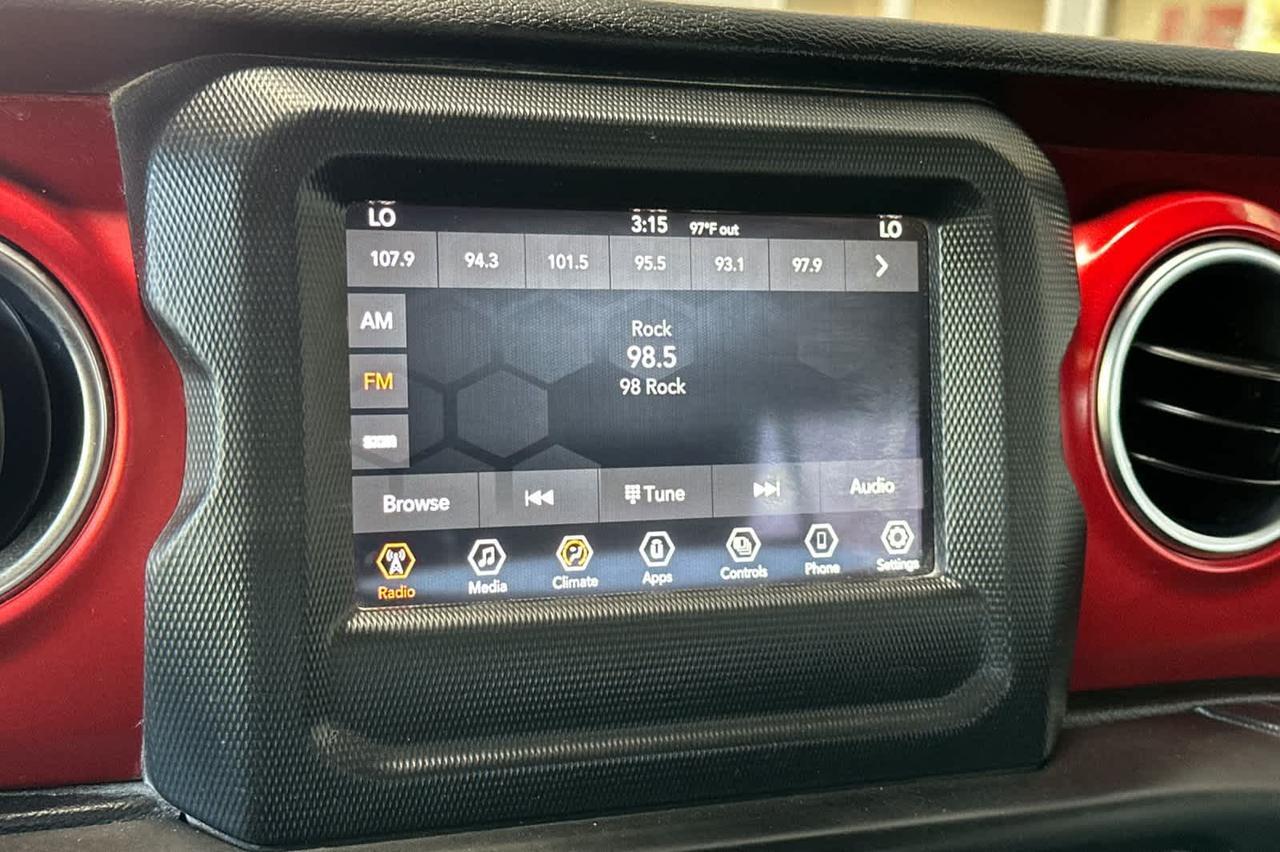 LO 3:15 97°F out LO
107.9 94.3 101.5 95.5 93.1 97.9
AM
FM
Rock
98.5
98 Rock
Browse Tune Audio
Radio Media Climate Apps Controls Phone Settings